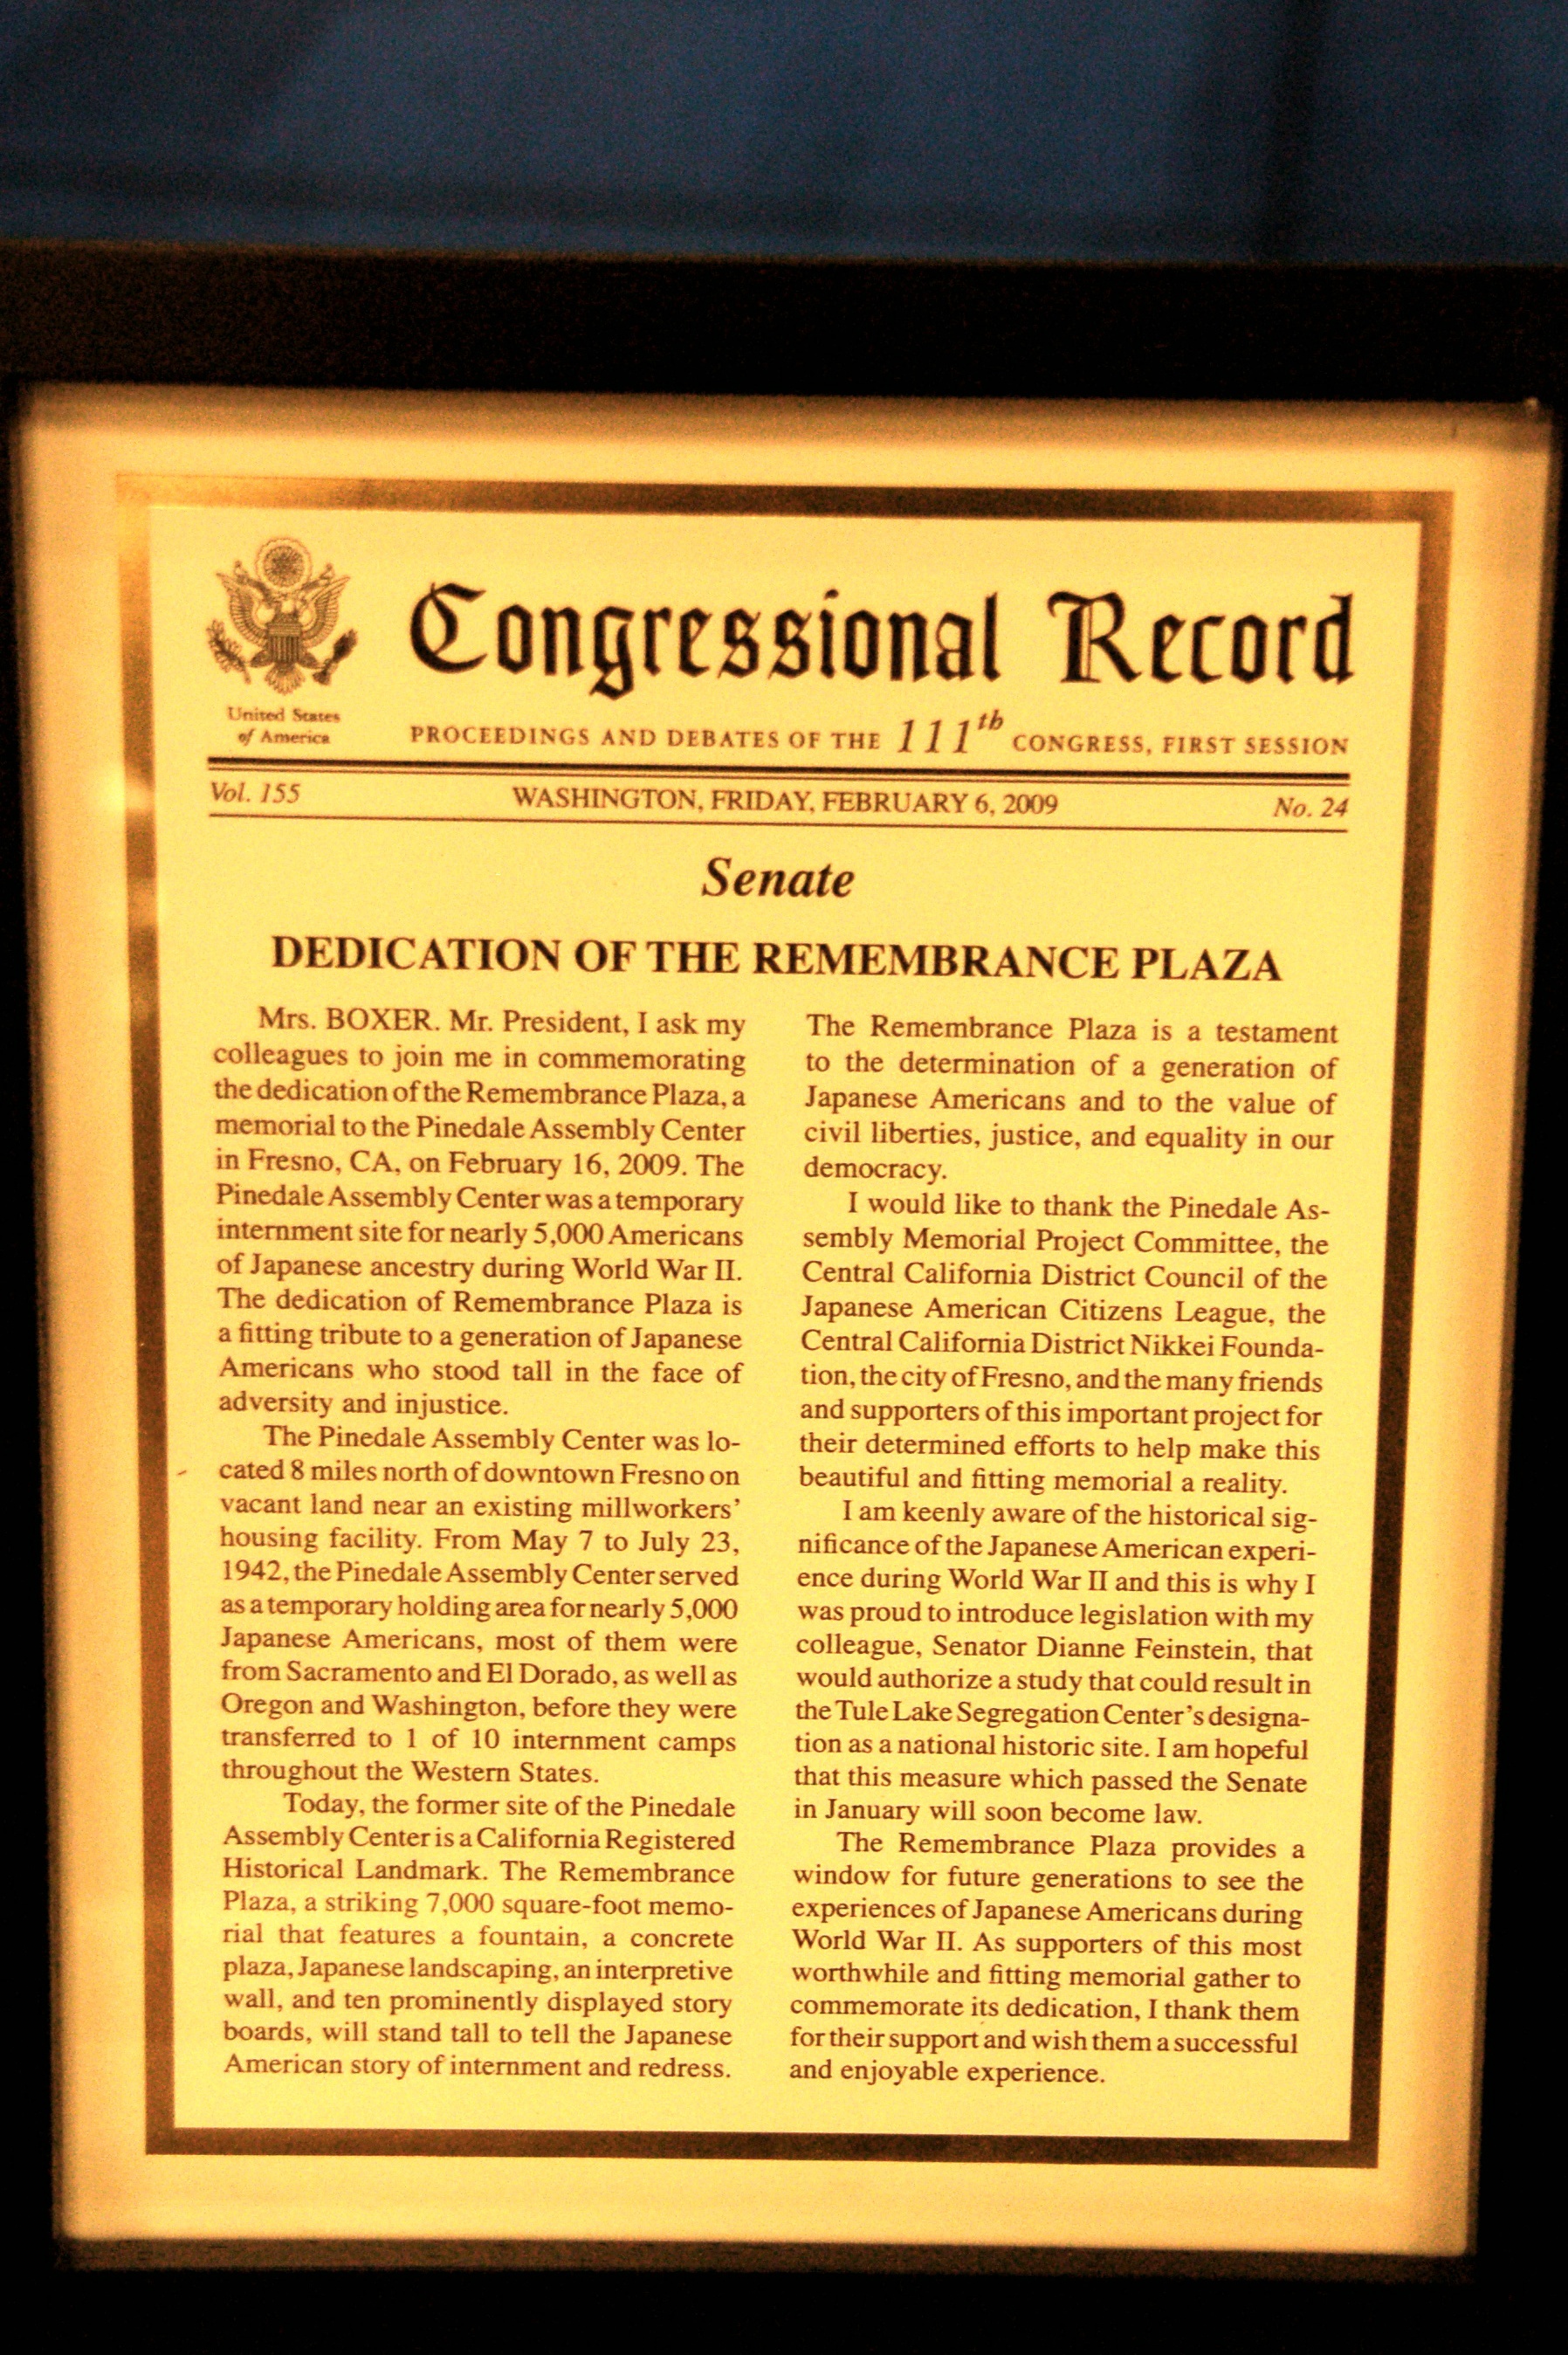 Congressional Record
United States
of America
PROCEEDINGS AND DEBATES OF THE 111th CONGRESS, FIRST SESSION
Vol. 155 WASHINGTON, FRIDAY, FEBRUARY 6, 2009 No. 24
Senate
DEDICATION OF THE REMEMBRANCE PLAZA
Mrs. BOXER. Mr. President, I ask my
colleagues to join me in commemorating
the dedication of the Remembrance Plaza, a
memorial to the Pinedale Assembly Center
in Fresno, CA, on February 16, 2009. The
Pinedale Assembly Center was a temporary
internment site for nearly 5,000 Americans
of Japanese ancestry during World War II.
The dedication of Remembrance Plaza is
a fitting tribute to a generation of Japanese
Americans who stood tall in the face of
adversity and injustice.
The Pinedale Assembly Center was lo-
cated 8 miles north of downtown Fresno on
vacant land near an existing millworkers'
housing facility. From May 7 to July 23,
1942, the Pinedale Assembly Center served
as a temporary holding area for nearly 5,000
Japanese Americans, most of them were
from Sacramento and El Dorado, as well as
Oregon and Washington, before they were
transferred to 1 of 10 internment camps
throughout the Western States.
Today, the former site of the Pinedale
Assembly Center is a California Registered
Historical Landmark. The Remembrance
Plaza, a striking 7,000 square-foot memo-
rial that features a fountain, a concrete
plaza, Japanese landscaping, an interpretive
wall, and ten prominently displayed story
boards, will stand tall to tell the Japanese
American story of internment and redress.
The Remembrance Plaza is a testament
to the determination of a generation of
Japanese Americans and to the value of
civil liberties, justice, and equality in our
democracy.
I would like to thank the Pinedale As-
sembly Memorial Project Committee, the
Central California District Council of the
Japanese American Citizens League, the
Central California District Nikkei Founda-
tion, the city of Fresno, and the many friends
and supporters of this important project for
their determined efforts to help make this
beautiful and fitting memorial a reality.
I am keenly aware of the historical sig-
nificance of the Japanese American experi-
ence during World War II and this is why I
was proud to introduce legislation with my
colleague, Senator Dianne Feinstein, that
would authorize a study that could result in
the Tule Lake Segregation Center's designa-
tion as a national historic site. I am hopeful
that this measure which passed the Senate
in January will soon become law.
The Remembrance Plaza provides a
window for future generations to see the
experiences of Japanese Americans during
World War II. As supporters of this most
worthwhile and fitting memorial gather to
commemorate its dedication, I thank them
for their support and wish them a successful
and enjoyable experience.